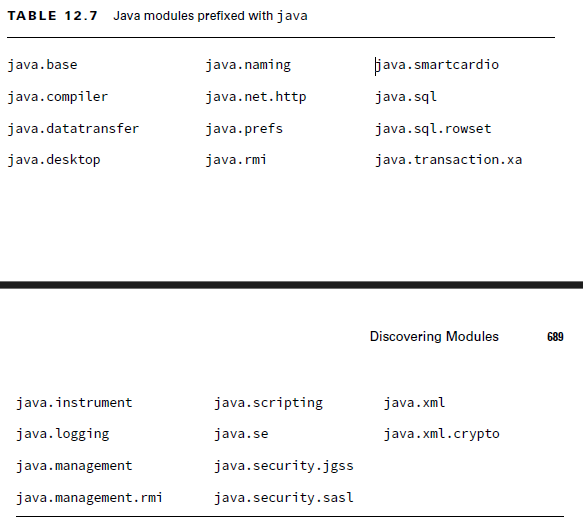 TABLE 12.7 Java modules prefixed with java
java.base java.naming java.smartcardio
java.compiler java.net.http java.sql
java.datatransfer java.prefs java.sql.rowset
java.desktop java.rmi java.transaction.xa
Discovering Modules 689
java.instrument java.scripting java.xml
java.logging java.se java.xml.crypto
java.management java.security.jgss
java.management.rmi java.security.sasl